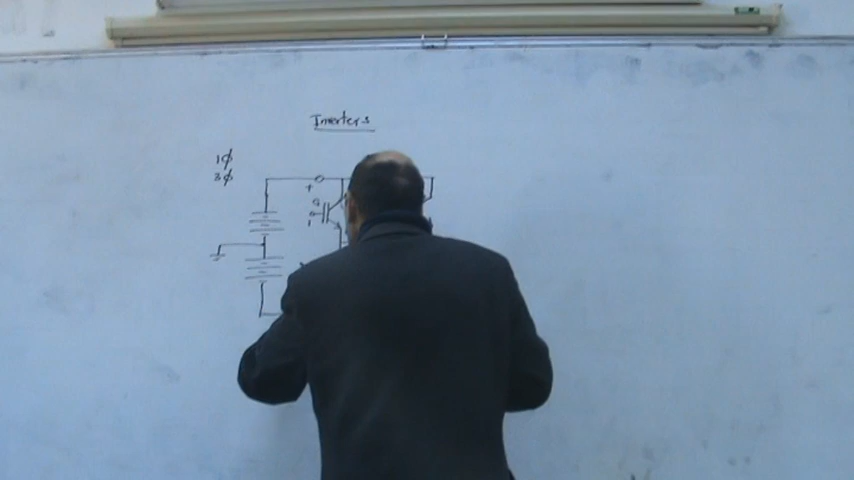 Inverters
1ϕ
3ϕ
+